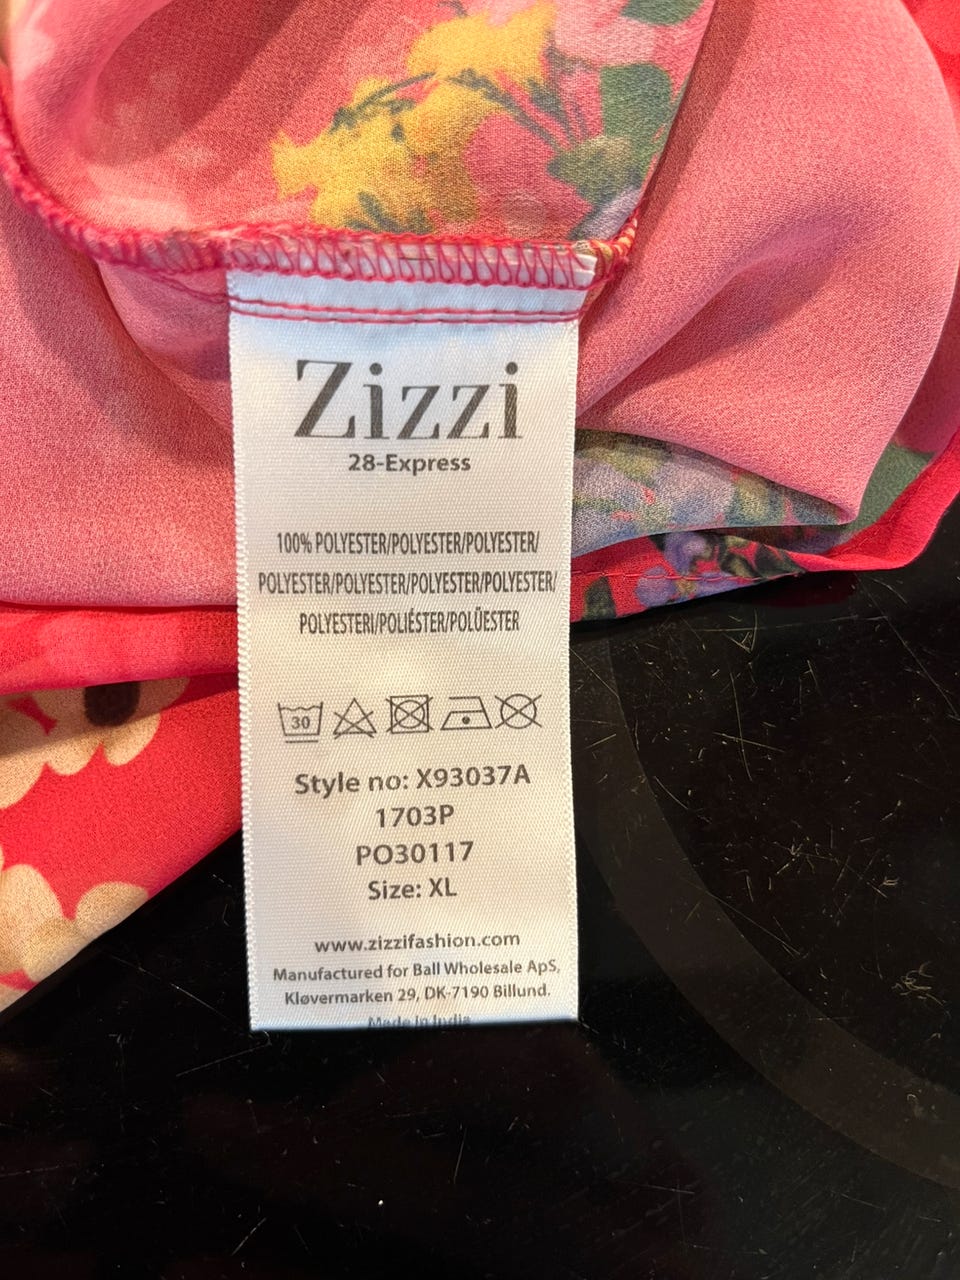 Zizzi
28-Express
100% POLYESTER/POLYESTER/POLYESTER/
POLYESTER/POLYESTER/POLYESTER/POLYESTER/
POLYESTERI/POLIÉSTER/POLÜESTER
30
Style no: X93037A
1703P
PO30117
Size: XL
www.zizzifashion.com
Manufactured for Ball Wholesale ApS,
Kløvermarken 29, DK-7190 Billund.
Made in India